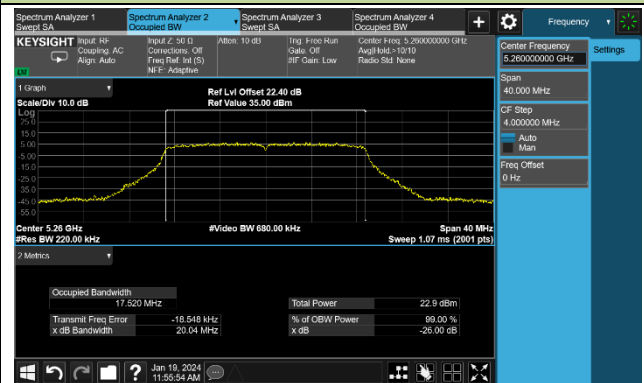 Spectrum Analyzer 1 Spectrum Analyzer 2 Spectrum Analyzer 3 Spectrum Analyzer 4
Swept SA Occupied BW Swept SA Occupied BW
Frequency
KEYSIGHT Input: RF Input Z: 50 Ω Atten: 10 dB Trig: Free Run Center Freq: 5.260000000 GHz
Coupling: AC Corrections: Off Gate: Off Avg|Hold:>10/10
Align: Auto Freq Ref: Int (S) #IF Gain: Low Radio Std: None
NFE: Adaptive
LXI
Center Frequency
5.260000000 GHz
Settings
Span
40.000 MHz
CF Step
4.000000 MHz
Auto
Man
Freq Offset
0 Hz
1 Graph
Ref Lvl Offset 22.40 dB
Scale/Div 10.0 dB Ref Value 35.00 dBm
Log
25.0
15.0
5.00
-5.00
-15.0
-25.0
-35.0
-45.0
-55.0
Center 5.26 GHz #Video BW 680.00 kHz Span 40 MHz
#Res BW 220.00 kHz Sweep 1.07 ms (2001 pts)
2 Metrics
Occupied Bandwidth
17.520 MHz Total Power 22.9 dBm
Transmit Freq Error -18.548 kHz % of OBW Power 99.00 %
x dB Bandwidth 20.04 MHz x dB -26.00 dB
Jan 19, 2024
11:55:54 AM